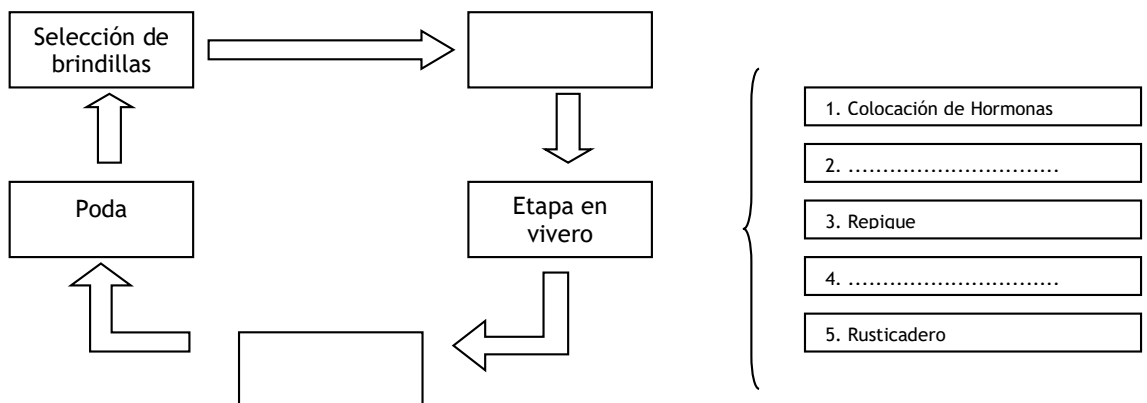 Selección de
brindillas
Poda
Etapa en
vivero
1. Colocación de Hormonas
2. ...............................
3. Repique
4. ...............................
5. Rusticadero